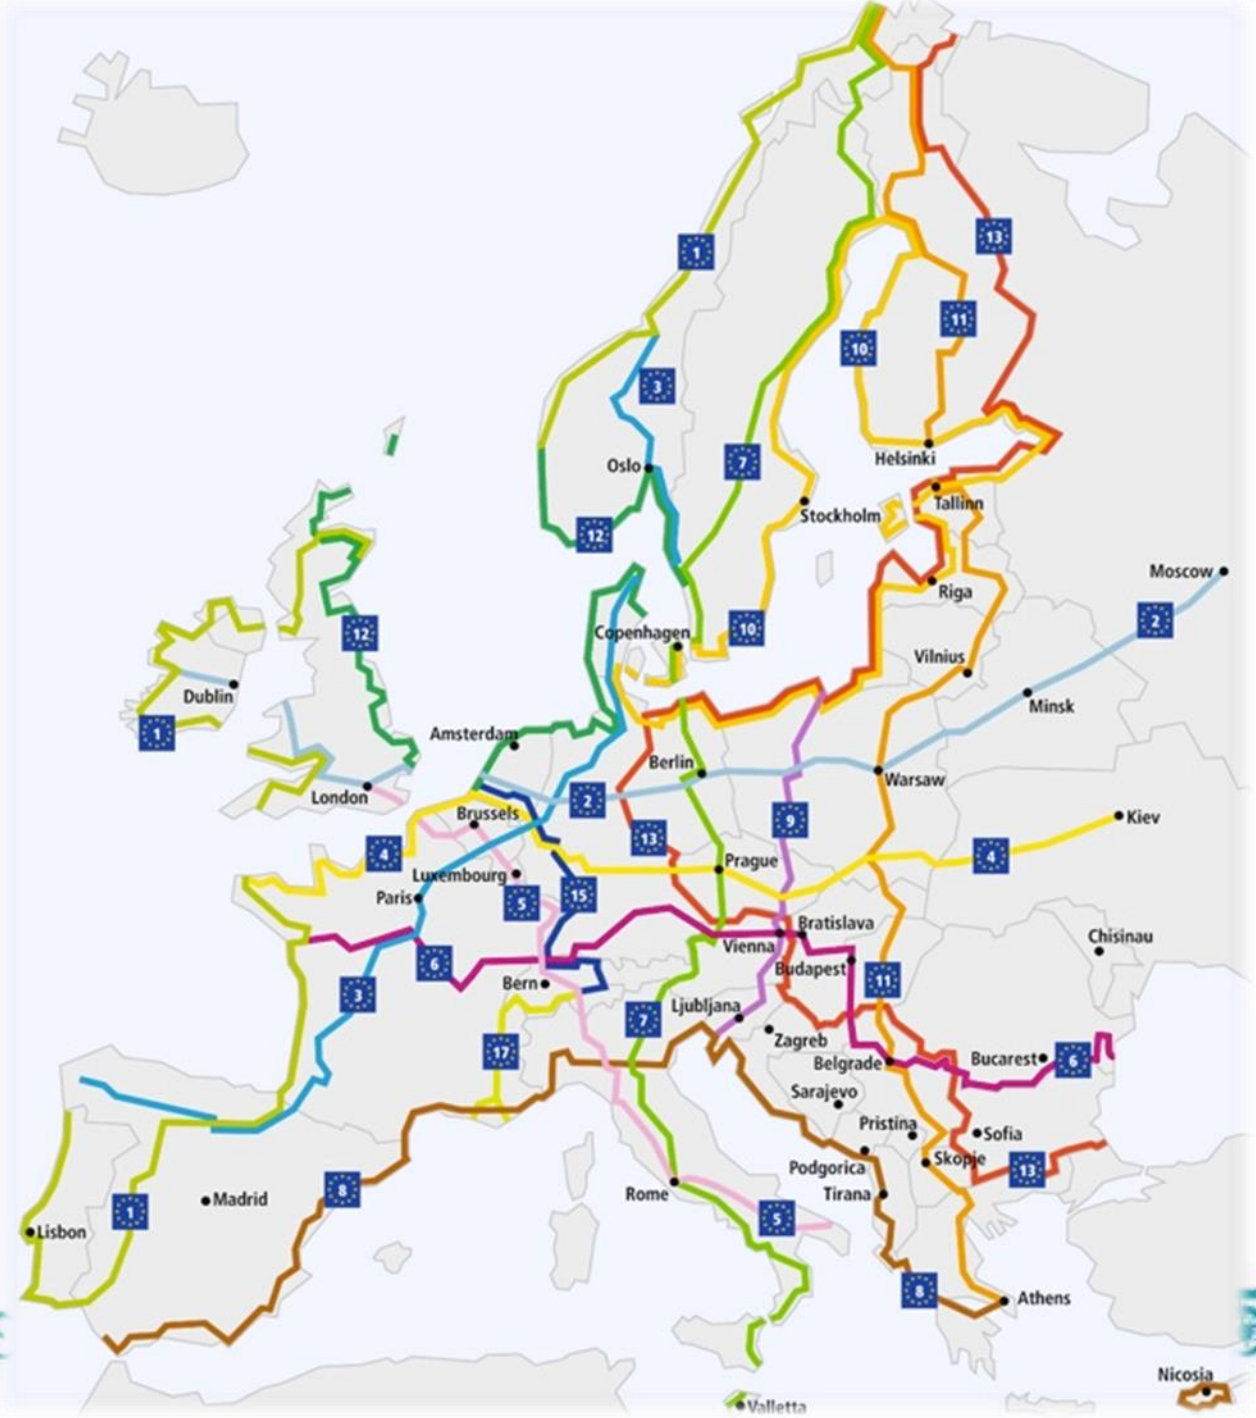 1
13
11
10
3
Oslo
7
Helsinki
12
Stockholm
Tallinn
Moscow
Riga
2
12
10
Copenhagen
Vilnius
Dublin
Minsk
1
Amsterdam
Berlin
Warsaw
London
2
Brussels
9
Kiev
13
4
4
Prague
Luxembourg
Paris
15
5
Bratislava
Vienna
Chisinau
6
Budapest
Bern
11
3
Ljubljana
7
Zagreb
17
Belgrade
Bucarest
6
Sarajevo
Pristina
Sofia
Skopje
Podgorica
13
8
Rome
Tirana
Madrid
1
5
Lisbon
8
Athens
Nicosia
Valletta